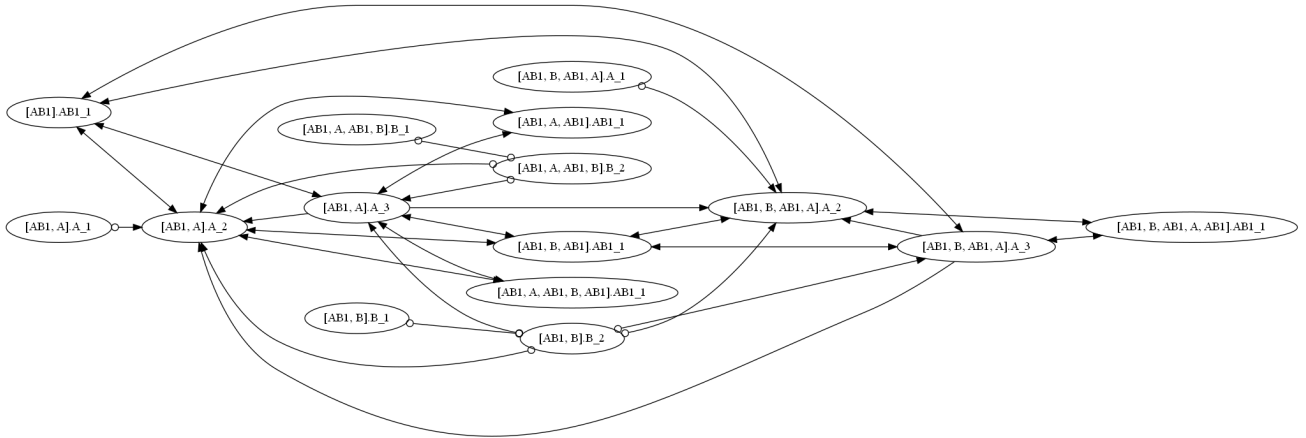 [AB1, B, AB1, A].A_1
[AB1].AB1_1
[AB1, A, AB1].AB1_1
[AB1, A, AB1, B].B_1
[AB1, A, AB1, B].B_2
[AB1, A].A_3
[AB1, B, AB1, A].A_2
[AB1, A].A_1
[AB1, A].A_2
[AB1, B, AB1, A, AB1].AB1_1
[AB1, B, AB1].AB1_1
[AB1, B, AB1, A].A_3
[AB1, A, AB1, B, AB1].AB1_1
[AB1, B].B_1
[AB1, B].B_2